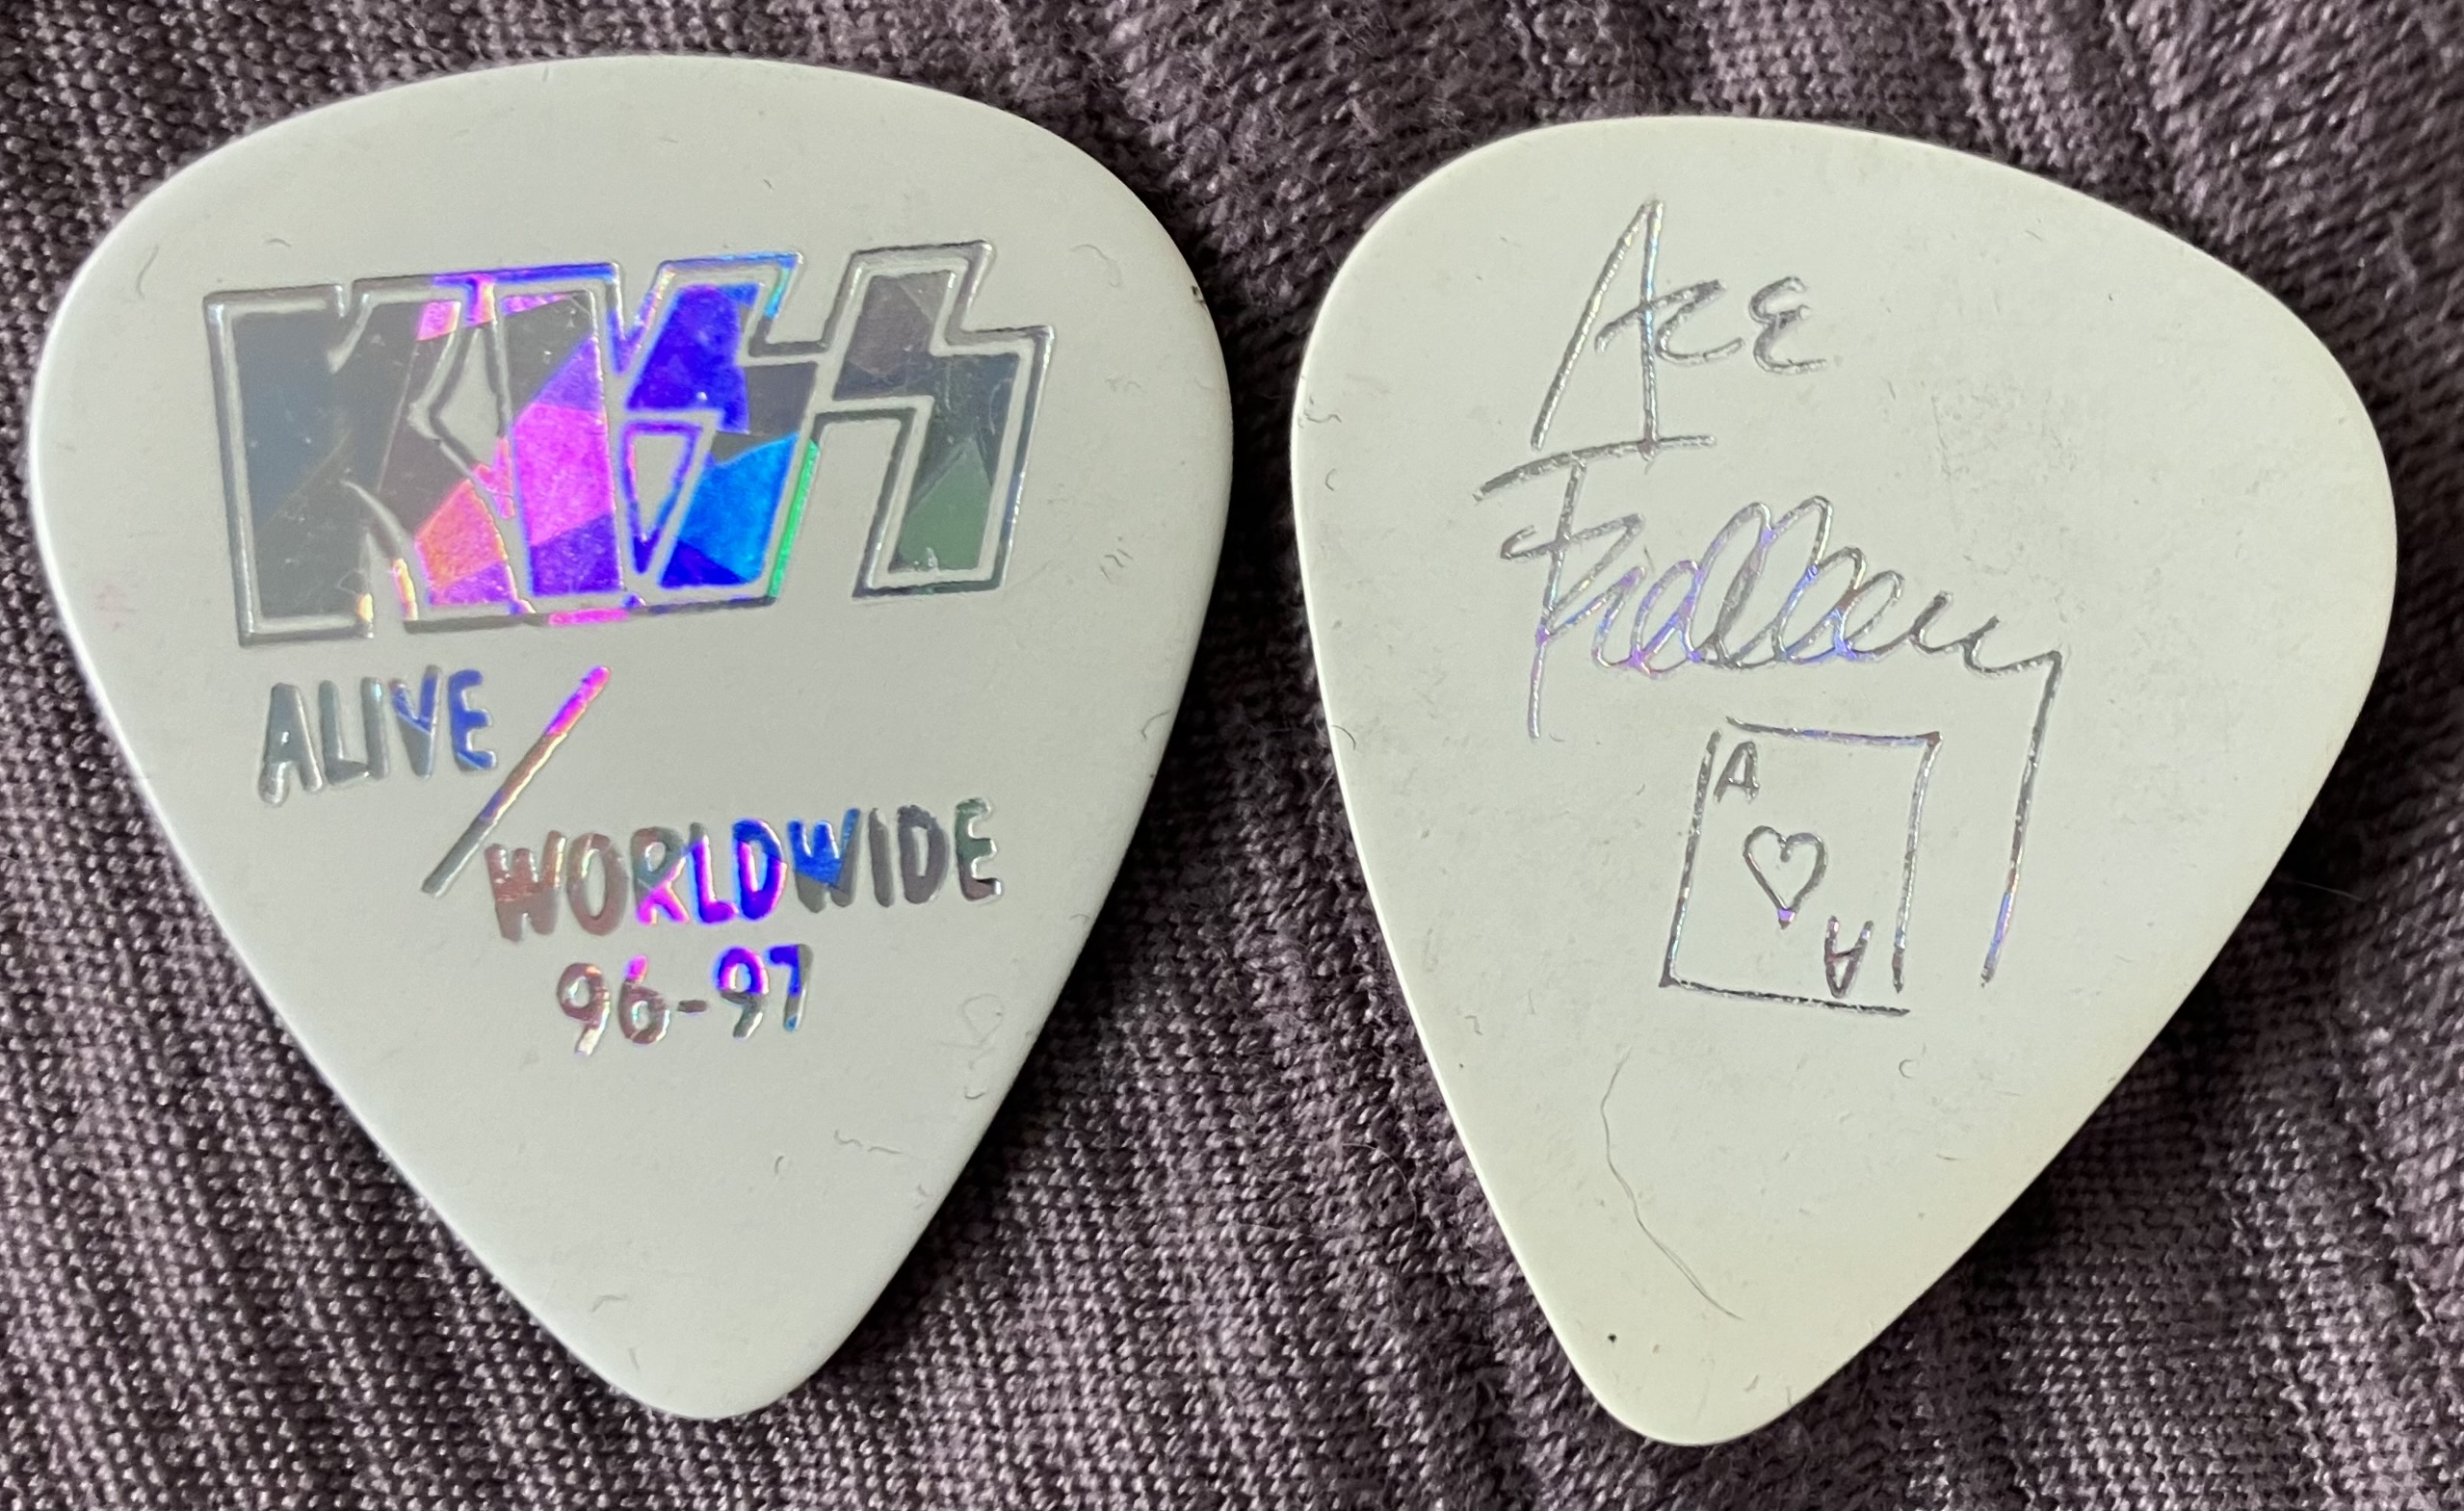 KISS
ALIVE/
WORLDWIDE
96-97
Ace
Frehley
A
A